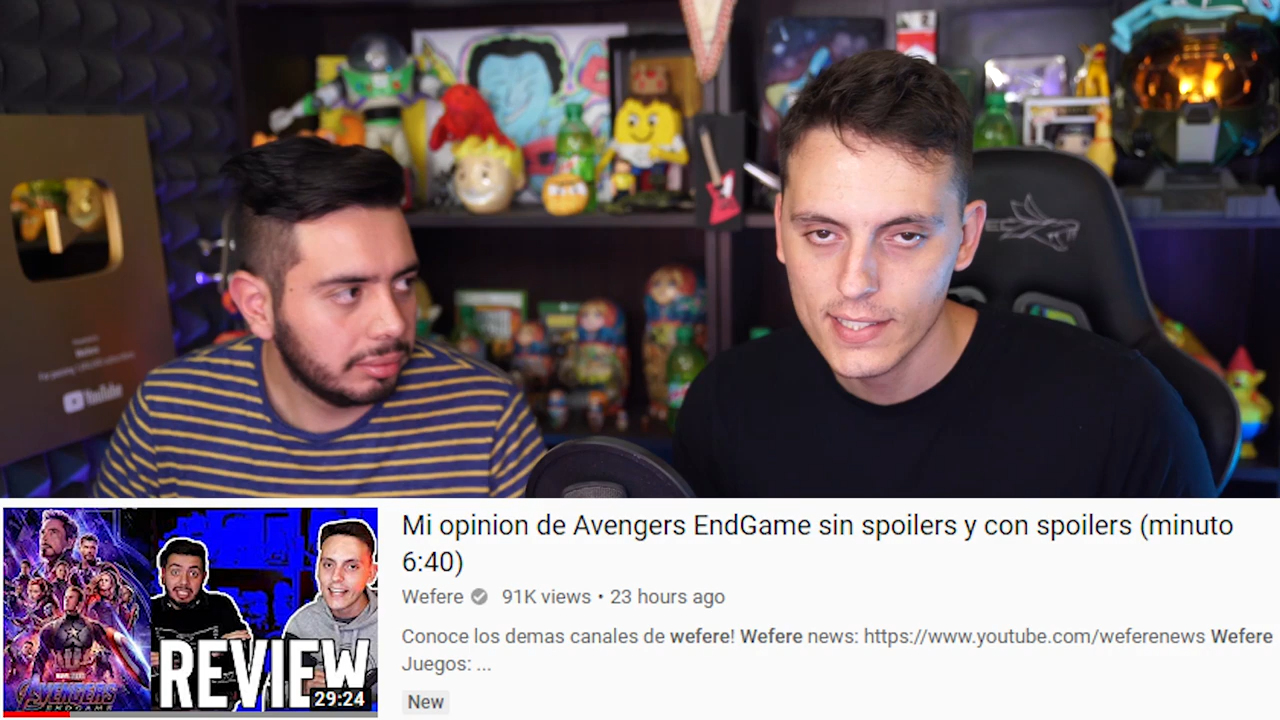 YouTube
Mi opinion de Avengers EndGame sin spoilers y con spoilers (minuto
6:40)
Wefere 91K views • 23 hours ago
Conoce los demas canales de wefere! Wefere news: https://www.youtube.com/weferenews Wefere
Juegos: ...
New
AVENGERS
ENDGAME
REVIEW
29:24